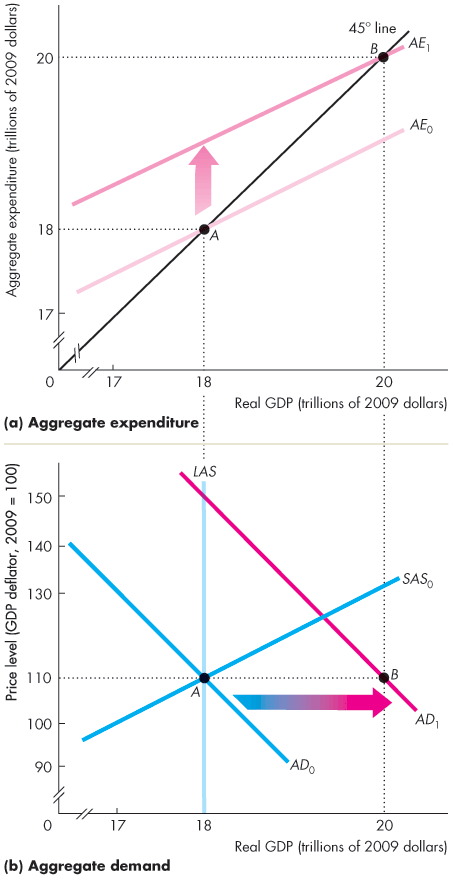 Aggregate expenditure (trillions of 2009 dollars)
45° line
20
B
AE1
AE0
18
A
17
0
17
18
20
Real GDP (trillions of 2009 dollars)
(a) Aggregate expenditure
Price level (GDP deflator, 2009 = 100)
LAS
150
140
130
SAS0
110
A
B
100
AD1
90
AD0
0
17
18
20
Real GDP (trillions of 2009 dollars)
(b) Aggregate demand